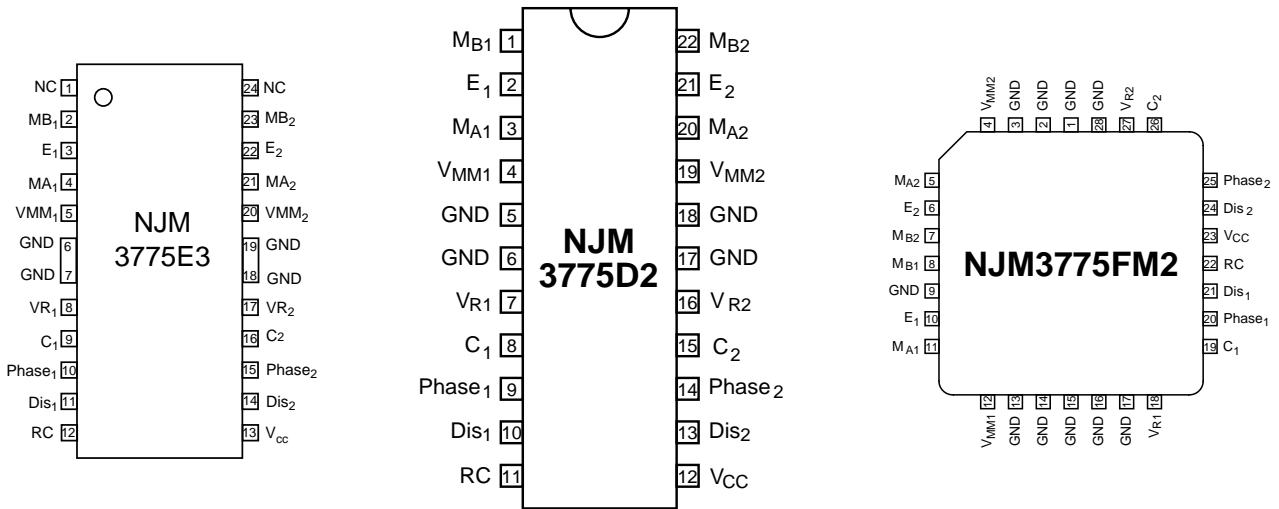 NJM
3775E3
NC 1
MB1 2
E1 3
MA1 4
VMM1 5
GND 6
GND 7
VR1 8
C1 9
Phase1 10
Dis1 11
RC 12
24 NC
23 MB2
22 E2
21 MA2
20 VMM2
19 GND
18 GND
17 VR2
16 C2
15 Phase2
14 Dis2
13 Vcc
NJM
3775D2
MB1 1
E1 2
MA1 3
VMM1 4
GND 5
GND 6
VR1 7
C1 8
Phase1 9
Dis1 10
RC 11
22 MB2
21 E2
20 MA2
19 VMM2
18 GND
17 GND
16 VR2
15 C2
14 Phase2
13 Dis2
12 VCC
NJM3775FM2
VMM2 4
GND 3
GND 2
GND 1
GND 28
VR2 27
C2 26
MA2 5
E2 6
MB2 7
MB1 8
GND 9
E1 10
MA1 11
25 Phase2
24 Dis2
23 VCC
22 RC
21 Dis1
20 Phase1
19 C1
VMM1 12
GND 13
GND 14
GND 15
GND 16
GND 17
VR1 18